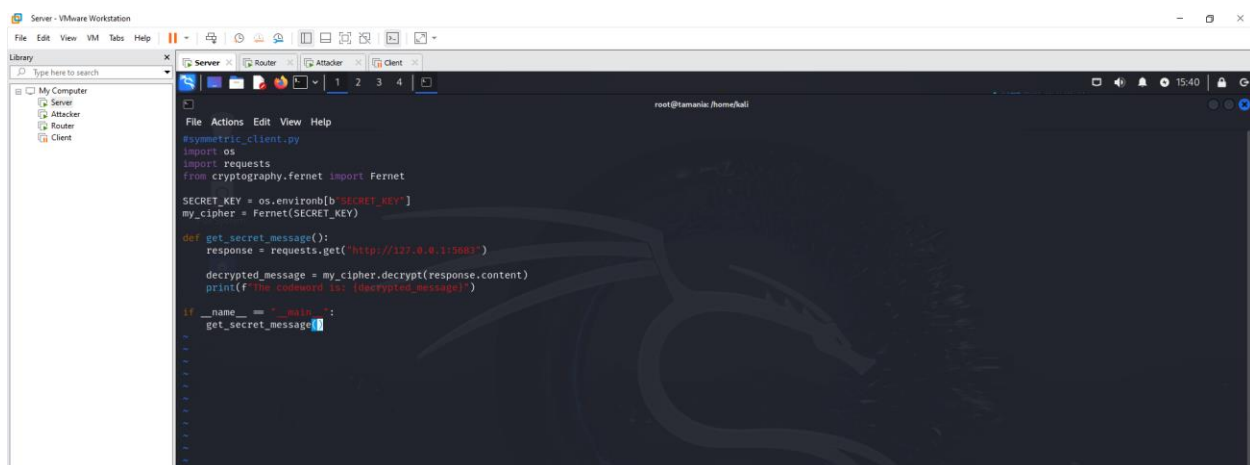 Server - VMware Workstation
File Edit View VM Tabs Help
Library
Type here to search
My Computer
Server
Attacker
Router
Client
Server Router Attacker Client
1 2 3 4
15:40
root@tamania: /home/kali
File Actions Edit View Help
#symmetric_client.py
import os
import requests
from cryptography.fernet import Fernet
SECRET_KEY = os.environb[b"SECRET_KEY"]
my_cipher = Fernet(SECRET_KEY)
def get_secret_message():
response = requests.get("http://127.0.0.1:5683")
decrypted_message = my_cipher.decrypt(response.content)
print(f"The codeword is: {decrypted_message}")
if __name__ == "__main__":
get_secret_message()
~
~
~
~
~
~
~
~
~
~
~